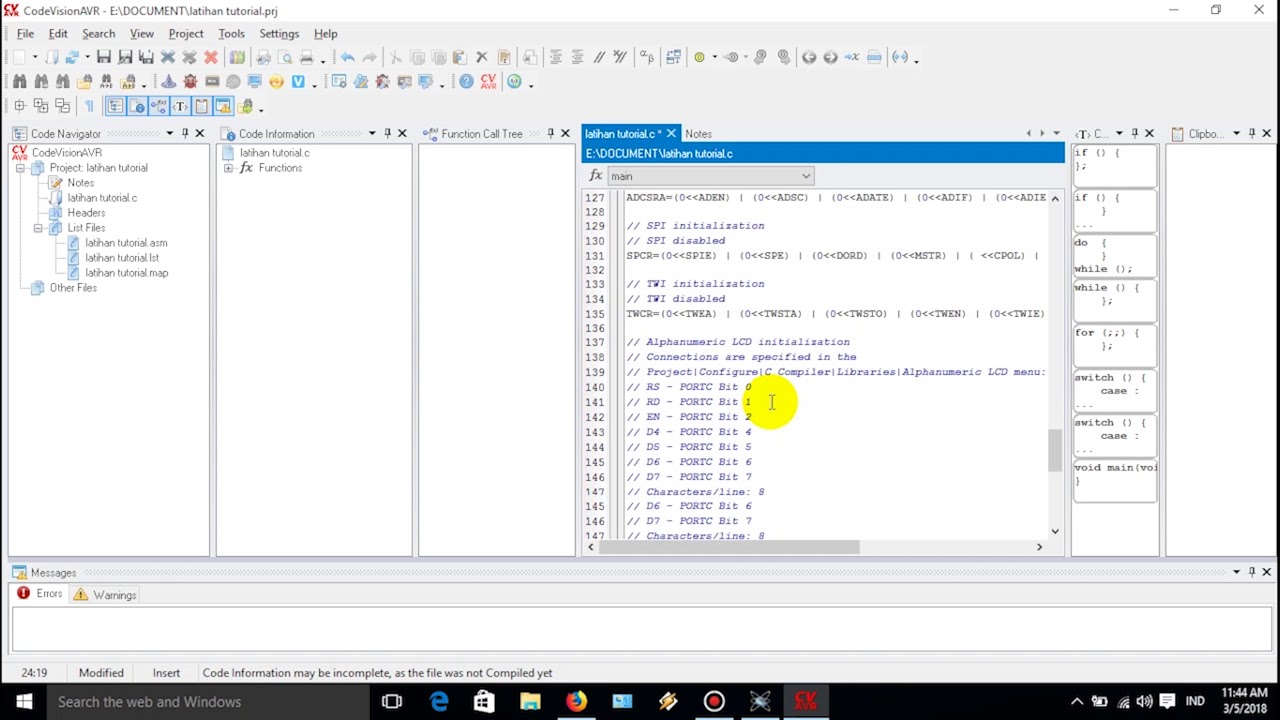 CodeVisionAVR - E:\DOCUMENT\latihan tutorial.prj
File Edit Search View Project Tools Settings Help
Code Navigator
Code Information
Function Call Tree
latihan tutorial.c *
Notes
C...
Clipbo...
CodeVisionAVR
Project: latihan tutorial
Notes
latihan tutorial.c
Headers
List Files
latihan tutorial.asm
latihan tutorial.lst
latihan tutorial.map
Other Files
latihan tutorial.c
Functions
E:\DOCUMENT\latihan tutorial.c
main
127 ADCSRA=(0<<ADEN) | (0<<ADSC) | (0<<ADATE) | (0<<ADIF) | (0<<ADIE
128
129 // SPI initialization
130 // SPI disabled
131 SPCR=(0<<SPIE) | (0<<SPE) | (0<<DORD) | (0<<MSTR) | ( <<CPOL) |
132
133 // TWI initialization
134 // TWI disabled
135 TWCR=(0<<TWEA) | (0<<TWSTA) | (0<<TWSTO) | (0<<TWEN) | (0<<TWIE)
136
137 // Alphanumeric LCD initialization
138 // Connections are specified in the
139 // Project|Configure|C Compiler|Libraries|Alphanumeric LCD menu:
140 // RS - PORTC Bit 0
141 // RD - PORTC Bit 1
142 // EN - PORTC Bit 2
143 // D4 - PORTC Bit 4
144 // D5 - PORTC Bit 5
145 // D6 - PORTC Bit 6
146 // D7 - PORTC Bit 7
147 // Characters/line: 8
145 // D6 - PORTC Bit 6
146 // D7 - PORTC Bit 7
147 // Characters/line: 8
if () {
};
if () {
}
...
do {
}
while ();
while () {
};
for (;;) {
};
switch () {
case :
...
switch () {
case :
...
void main(voi
}
Messages
Errors
Warnings
24:19 Modified Insert Code Information may be incomplete, as the file was not Compiled yet
Search the web and Windows
IND
11:44 AM
3/5/2018